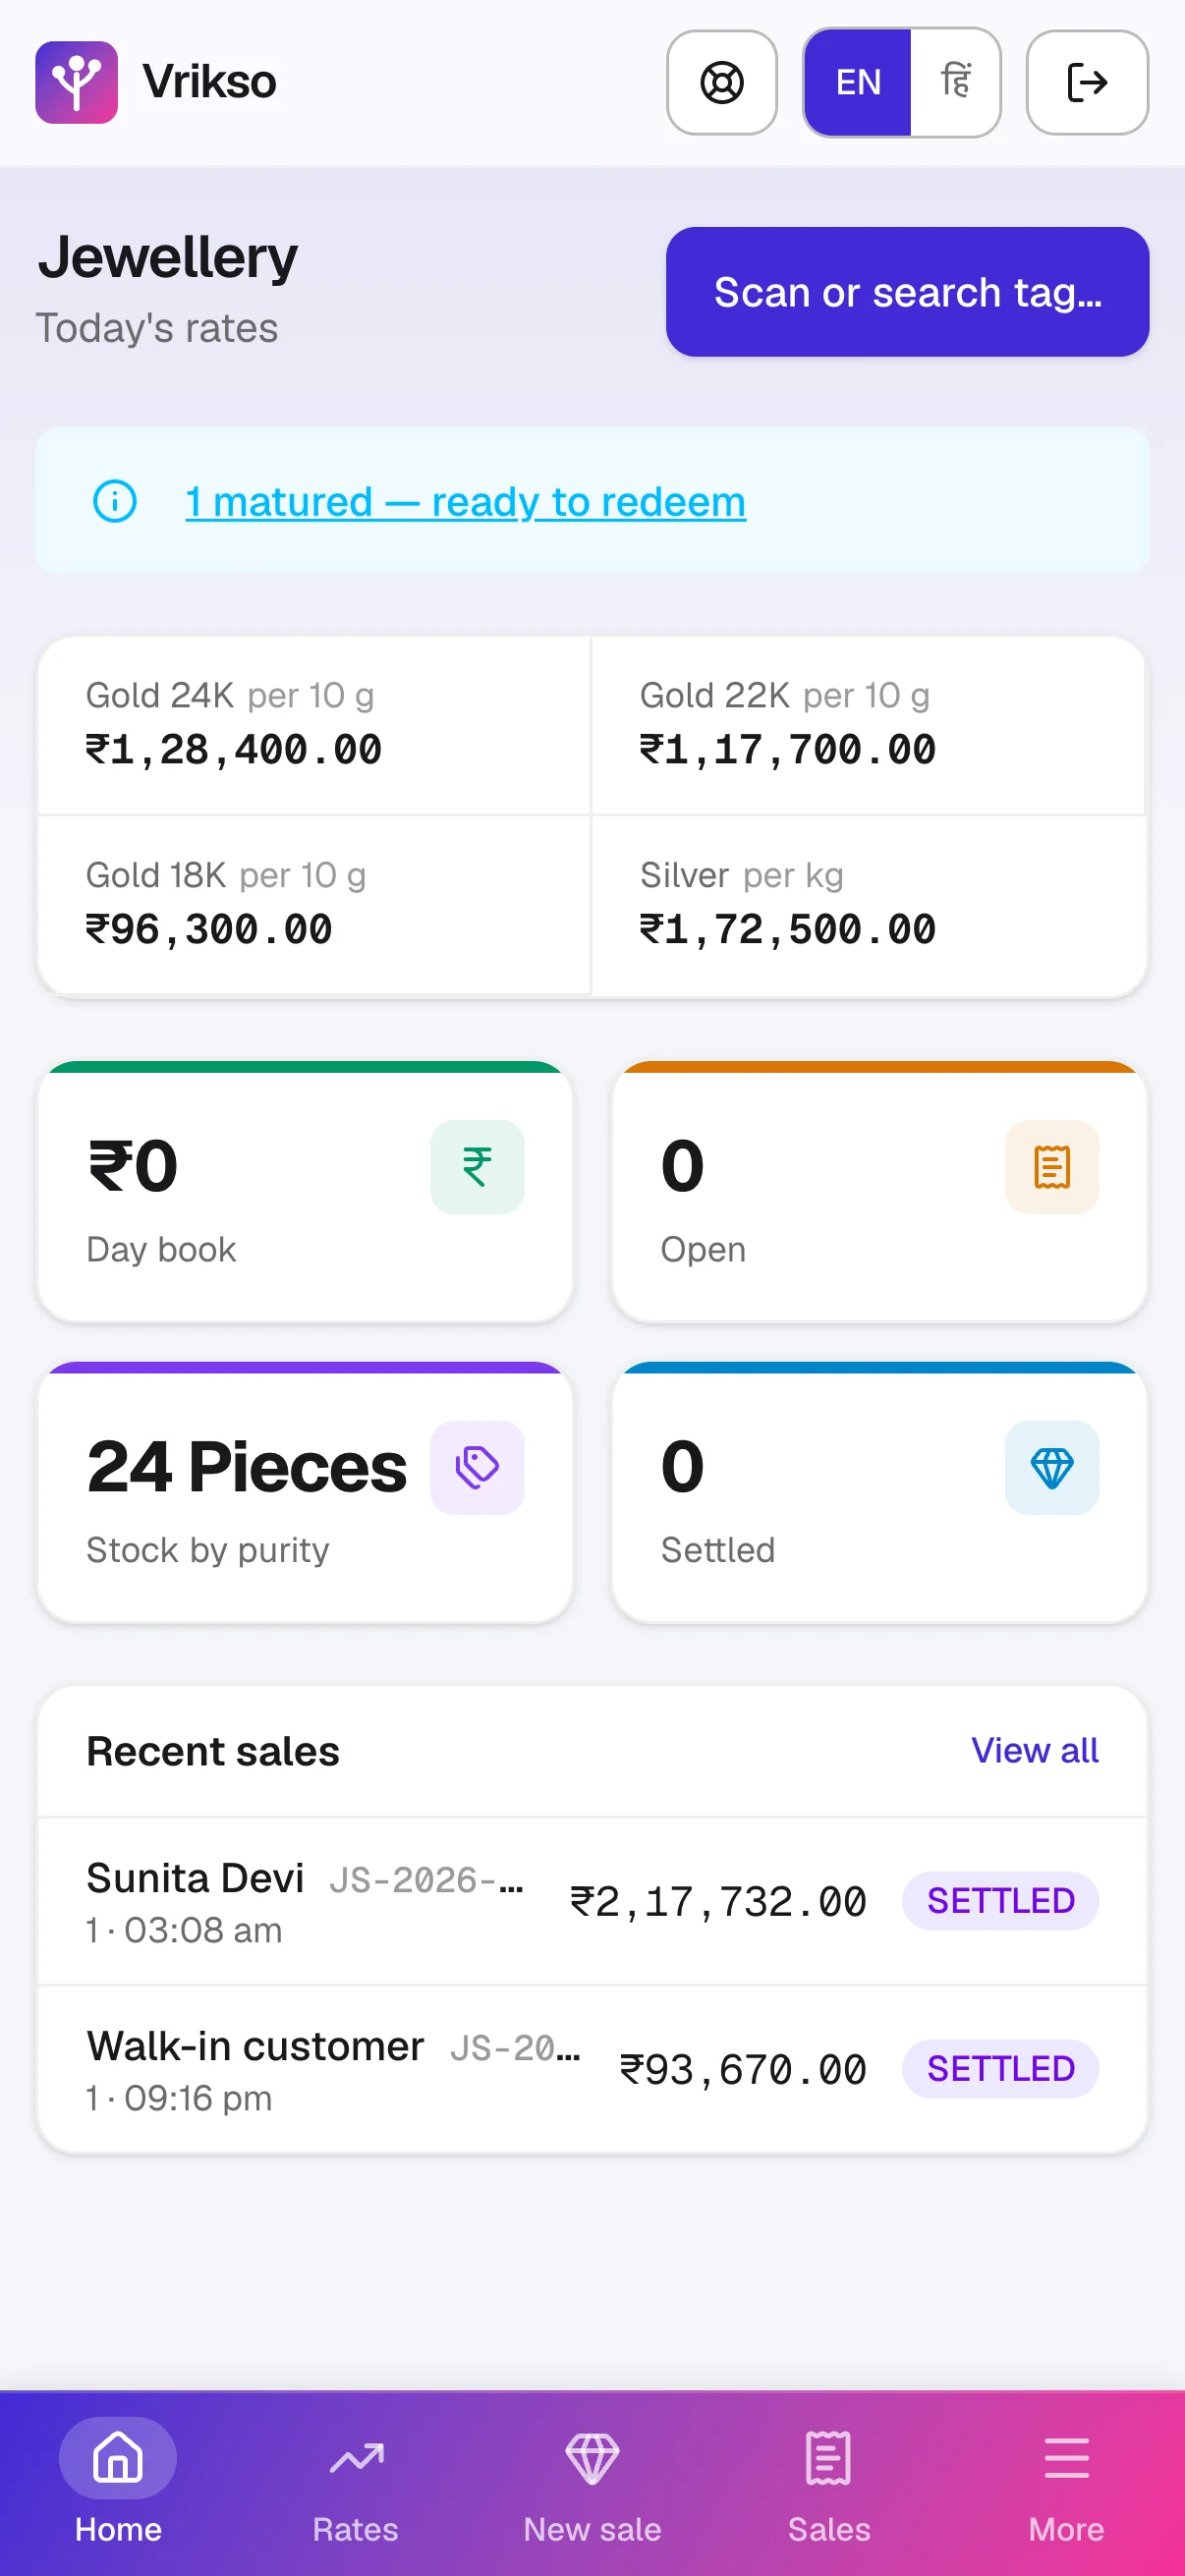 Vrikso
EN हिं
Jewellery
Today's rates
Scan or search tag...
1 matured — ready to redeem
Gold 24K per 10 g
₹1,28,400.00
Gold 22K per 10 g
₹1,17,700.00
Gold 18K per 10 g
₹96,300.00
Silver per kg
₹1,72,500.00
₹0
Day book
0
Open
24 Pieces
Stock by purity
0
Settled
Recent sales
View all
Sunita Devi JS-2026-...
1 · 03:08 am
₹2,17,732.00
SETTLED
Walk-in customer JS-20...
1 · 09:16 pm
₹93,670.00
SETTLED
Home
Rates
New sale
Sales
More